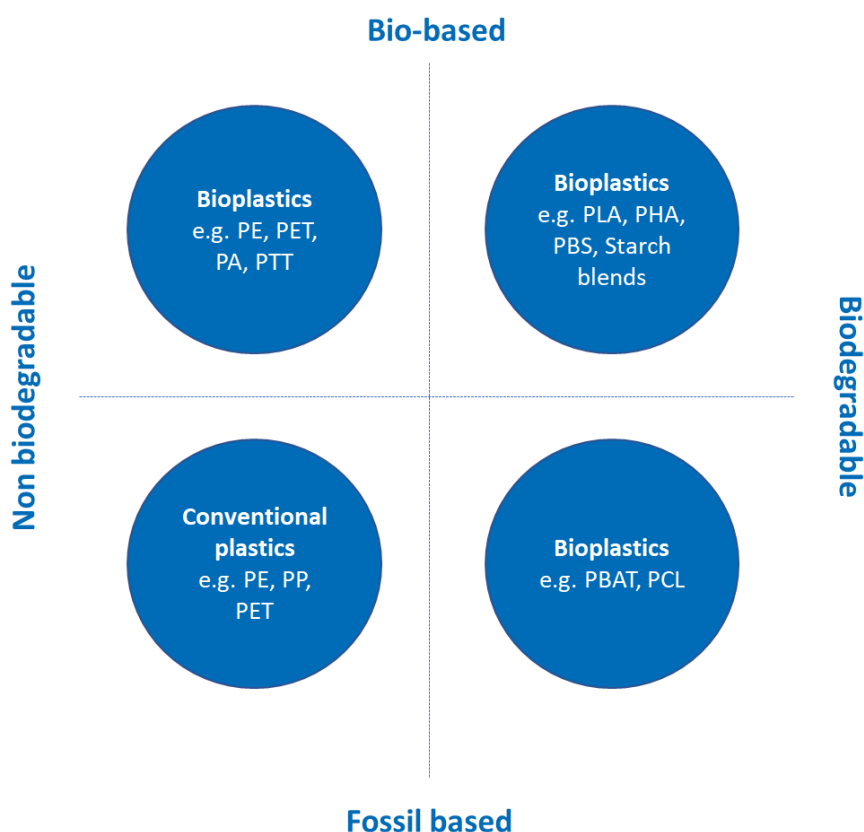 Bio-based
Bioplastics
e.g. PE, PET,
PA, PTT
Bioplastics
e.g. PLA, PHA,
PBS, Starch
blends
Non biodegradable
Biodegradable
Conventional
plastics
e.g. PE, PP,
PET
Bioplastics
e.g. PBAT, PCL
Fossil based